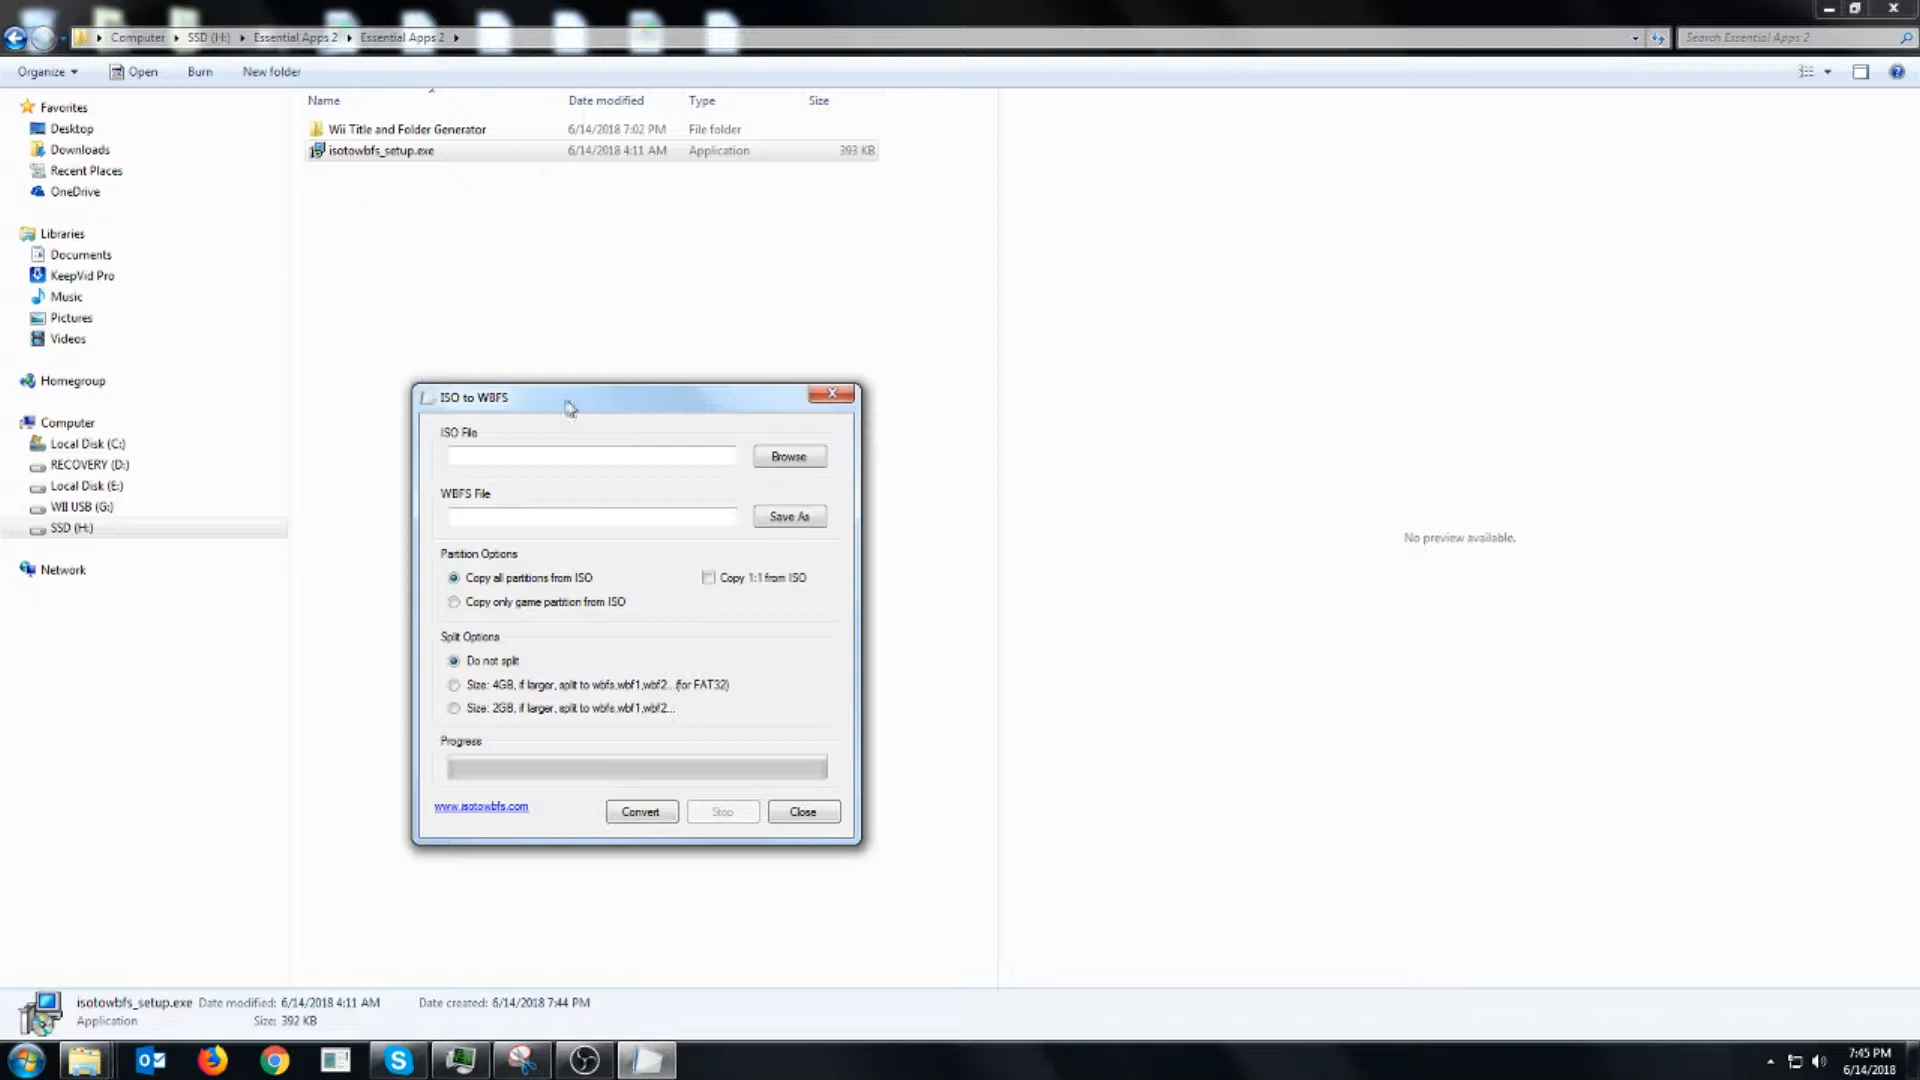 Computer SSD (H:) Essential Apps 2 Essential Apps 2
Search Essential Apps 2
Organize Open Burn New folder
Name Date modified Type Size
Wii Title and Folder Generator 6/14/2018 7:02 PM File folder
isotowbfs_setup.exe 6/14/2018 4:11 AM Application 393 KB
Favorites
Desktop
Downloads
Recent Places
OneDrive
Libraries
Documents
KeepVid Pro
Music
Pictures
Videos
Homegroup
Computer
Local Disk (C:)
RECOVERY (D:)
Local Disk (E:)
WII USB (G:)
SSD (H:)
Network
ISO to WBFS
ISO File
Browse
WBFS File
Save As
Partition Options
Copy all partitions from ISO Copy 1:1 from ISO
Copy only game partition from ISO
Split Options
Do not split
Size: 4GB, if larger, split to wbfs,wbf1,wbf2...(for FAT32)
Size: 2GB, if larger, split to wbfs,wbf1,wbf2...
Progress
www.isotowbfs.com
Convert Stop Close
No preview available.
isotowbfs_setup.exe Date modified: 6/14/2018 4:11 AM Date created: 6/14/2018 7:44 PM
Application Size: 392 KB
7:45 PM
6/14/2018